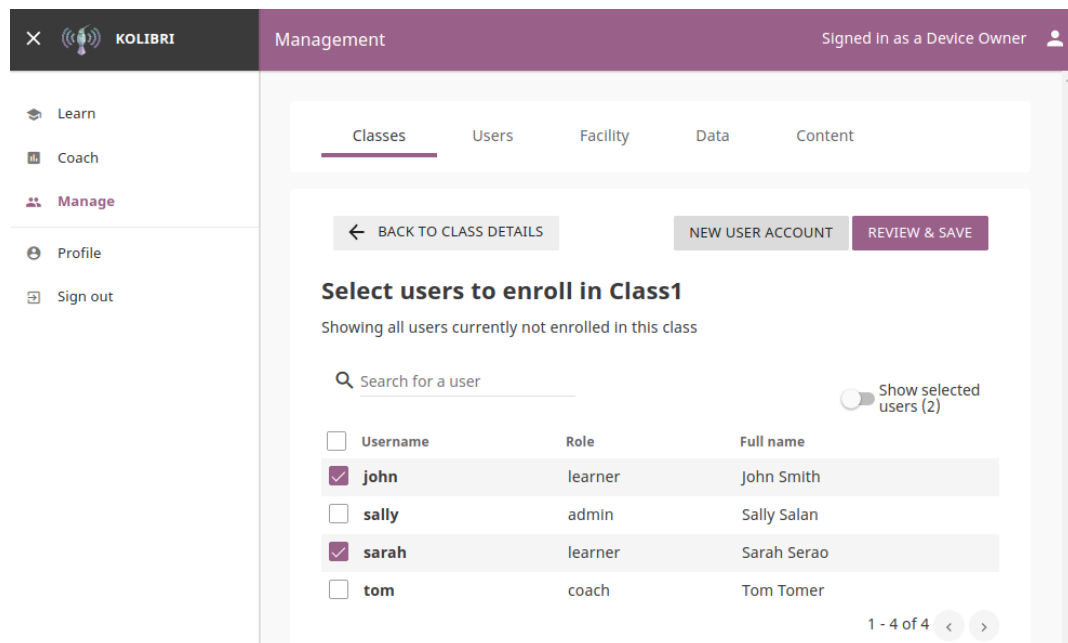 KOLIBRI
Management
Signed in as a Device Owner
Learn
Coach
Manage
Profile
Sign out
Classes Users Facility Data Content
BACK TO CLASS DETAILS
NEW USER ACCOUNT
REVIEW & SAVE
Select users to enroll in Class1
Showing all users currently not enrolled in this class
Search for a user
Show selected
users (2)
Username Role Full name
john learner John Smith
sally admin Sally Salan
sarah learner Sarah Serao
tom coach Tom Tomer
1 - 4 of 4